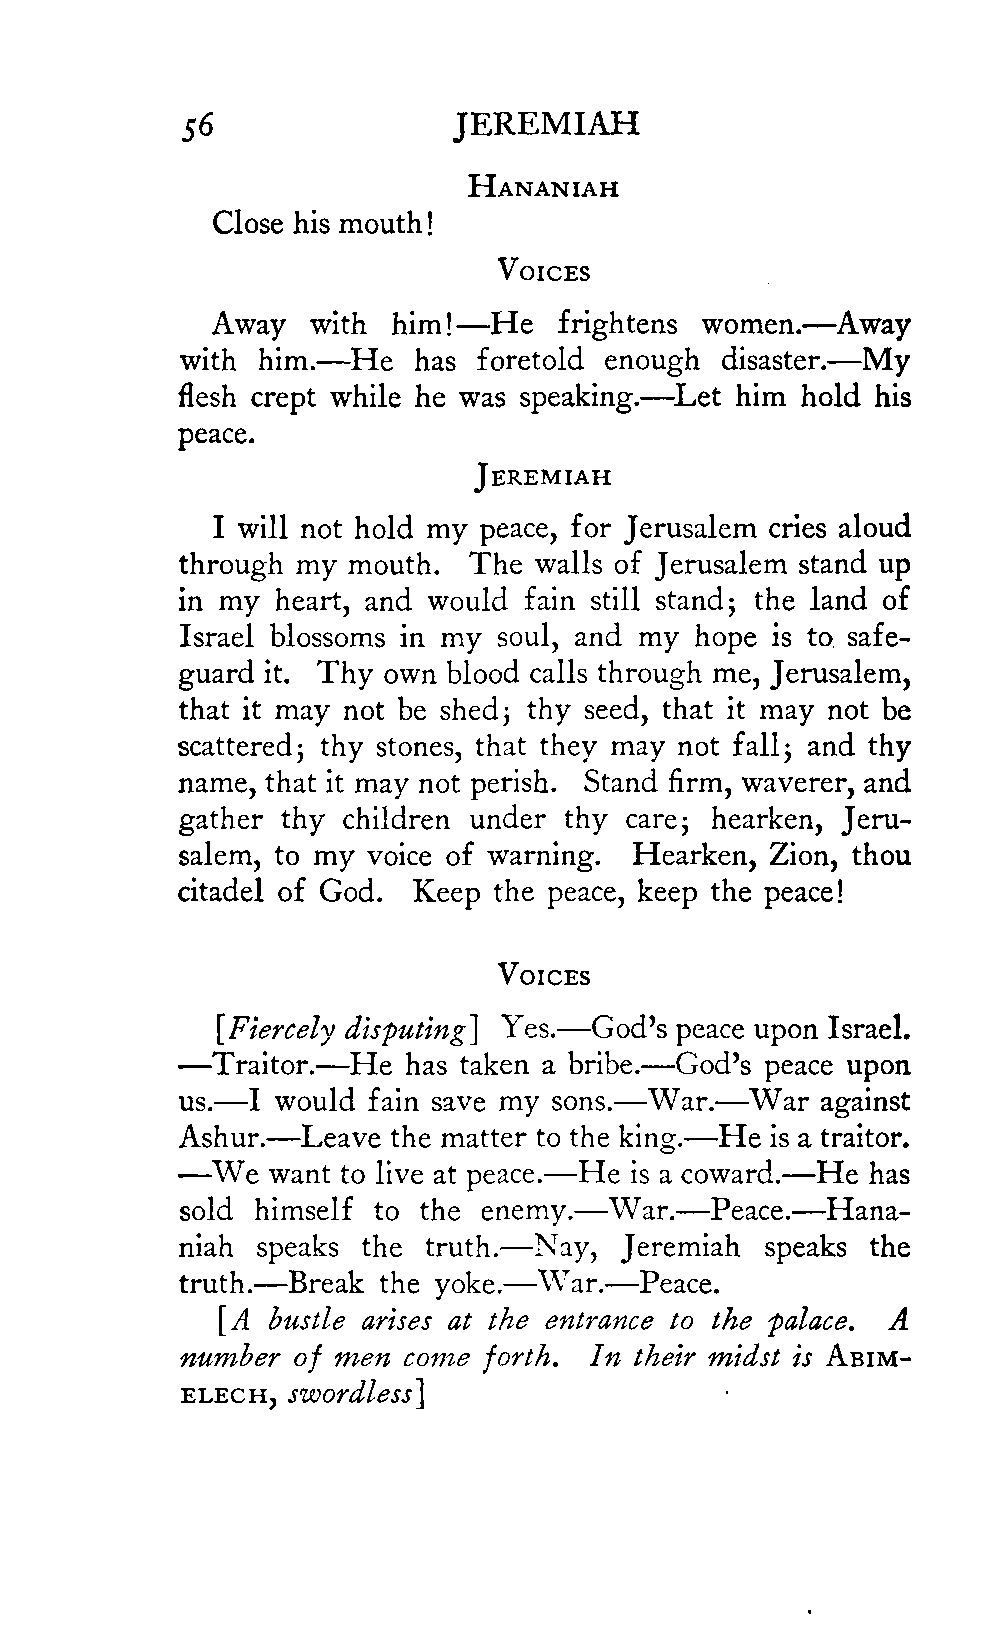 56 JEREMIAH
HANANIAH
Close his mouth!
VOICES
Away with him!—He frightens women.—Away
with him.—He has foretold enough disaster.—My
flesh crept while he was speaking.—Let him hold his
peace.
JEREMIAH
I will not hold my peace, for Jerusalem cries aloud
through my mouth. The walls of Jerusalem stand up
in my heart, and would fain still stand; the land of
Israel blossoms in my soul, and my hope is to safe-
guard it. Thy own blood calls through me, Jerusalem,
that it may not be shed; thy seed, that it may not be
scattered; thy stones, that they may not fall; and thy
name, that it may not perish. Stand firm, waverer, and
gather thy children under thy care; hearken, Jeru-
salem, to my voice of warning. Hearken, Zion, thou
citadel of God. Keep the peace, keep the peace!
VOICES
[Fiercely disputing] Yes.—God's peace upon Israel.
—Traitor.—He has taken a bribe.—God's peace upon
us.—I would fain save my sons.—War.—War against
Ashur.—Leave the matter to the king.—He is a traitor.
—We want to live at peace.—He is a coward.—He has
sold himself to the enemy.—War.—Peace.—Hana-
niah speaks the truth.—Nay, Jeremiah speaks the
truth.—Break the yoke.—War.—Peace.
[A bustle arises at the entrance to the palace. A
number of men come forth. In their midst is ABIM-
ELECH, swordless]